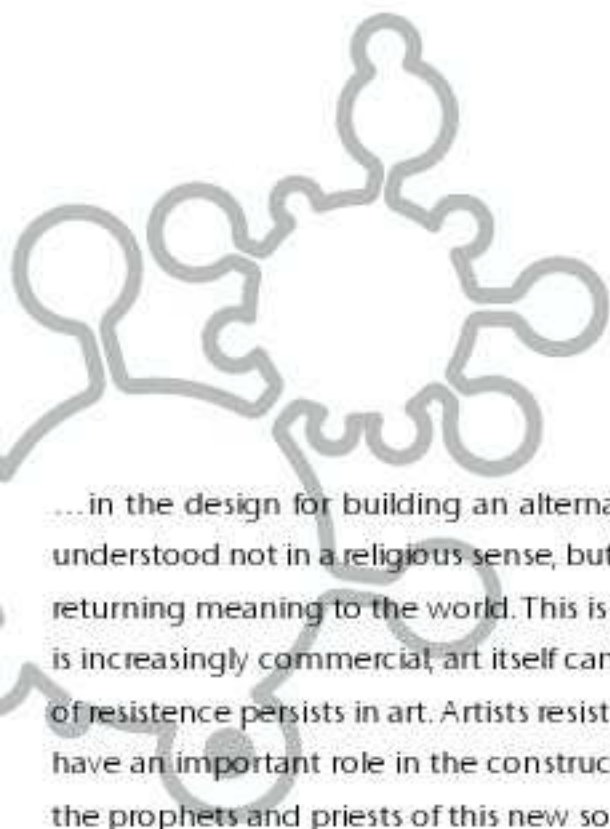 ...in the design for building an alterna
understood not in a religious sense, but
returning meaning to the world. This is
is increasingly commercial, art itself can
of resistence persists in art. Artists resist
have an important role in the construc
the prophets and priests of this new so